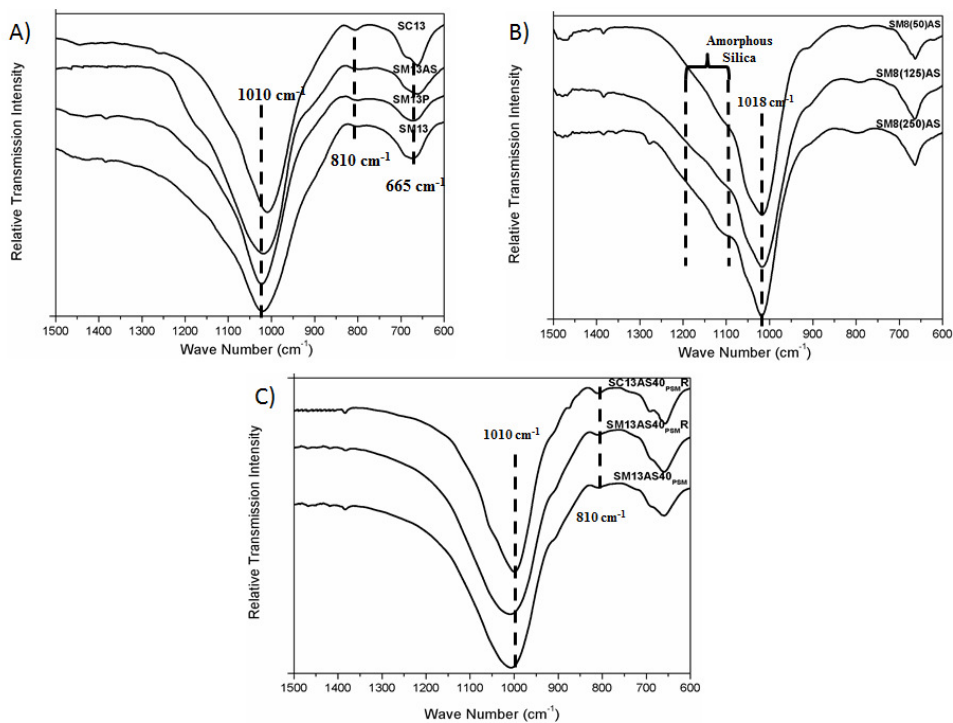 A)
SC13
SM13AS
SM13P
SM13
1010 cm⁻¹
810 cm⁻¹
665 cm⁻¹
Relative Transmission Intensity
1500 1400 1300 1200 1100 1000 900 800 700 600
Wave Number (cm⁻¹)
B)
SM8(50)AS
Amorphous
Silica
SM8(125)AS
1018 cm⁻¹
SM8(250)AS
Relative Transmission Intensity
1500 1400 1300 1200 1100 1000 900 800 700 600
Wave Number (cm⁻¹)
C)
SC13AS40PSMR
1010 cm⁻¹
SM13AS40PSMR
SM13AS40PSM
810 cm⁻¹
Relative Transmission Intensity
1500 1400 1300 1200 1100 1000 900 800 700 600
Wave Number (cm⁻¹)